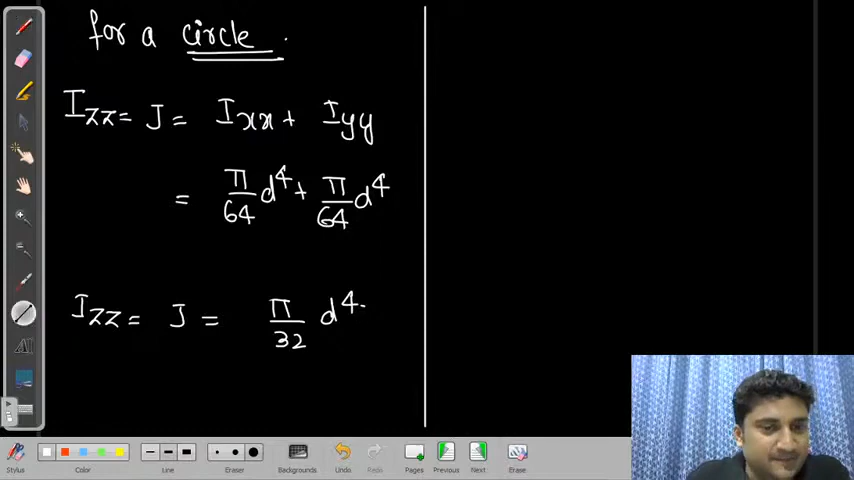 for a circle.
Izz = J = Ixx + Iyy
= π/64 d⁴ + π/64 d⁴
Izz = J = π/32 d⁴.
Stylus
Color
Line
Eraser
Backgrounds
Undo
Redo
Pages
Previous
Next
Erase